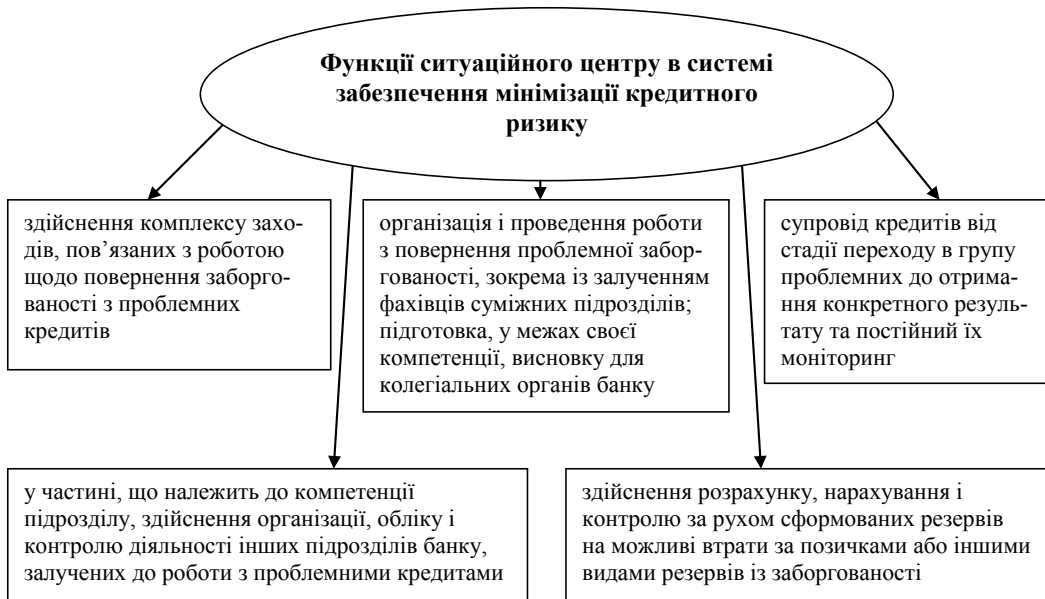 Функції ситуаційного центру в системі
забезпечення мінімізації кредитного
ризику
здійснення комплексу захо-
дів, пов’язаних з роботою
щодо повернення заборго-
ваності з проблемних
кредитів
організація і проведення роботи
з повернення проблемної забор-
гованості, зокрема із залученням
фахівців суміжних підрозділів;
підготовка, у межах своєї
компетенції, висновку для
колегіальних органів банку
супровід кредитів від
стадії переходу в групу
проблемних до отрима-
ння конкретного резуль-
тату та постійний їх
моніторинг
у частині, що належить до компетенції
підрозділу, здійснення організації, обліку і
контролю діяльності інших підрозділів банку,
залучених до роботи з проблемними кредитами
здійснення розрахунку, нарахування і
контролю за рухом сформованих резервів
на можливі втрати за позичками або іншими
видами резервів із заборгованості